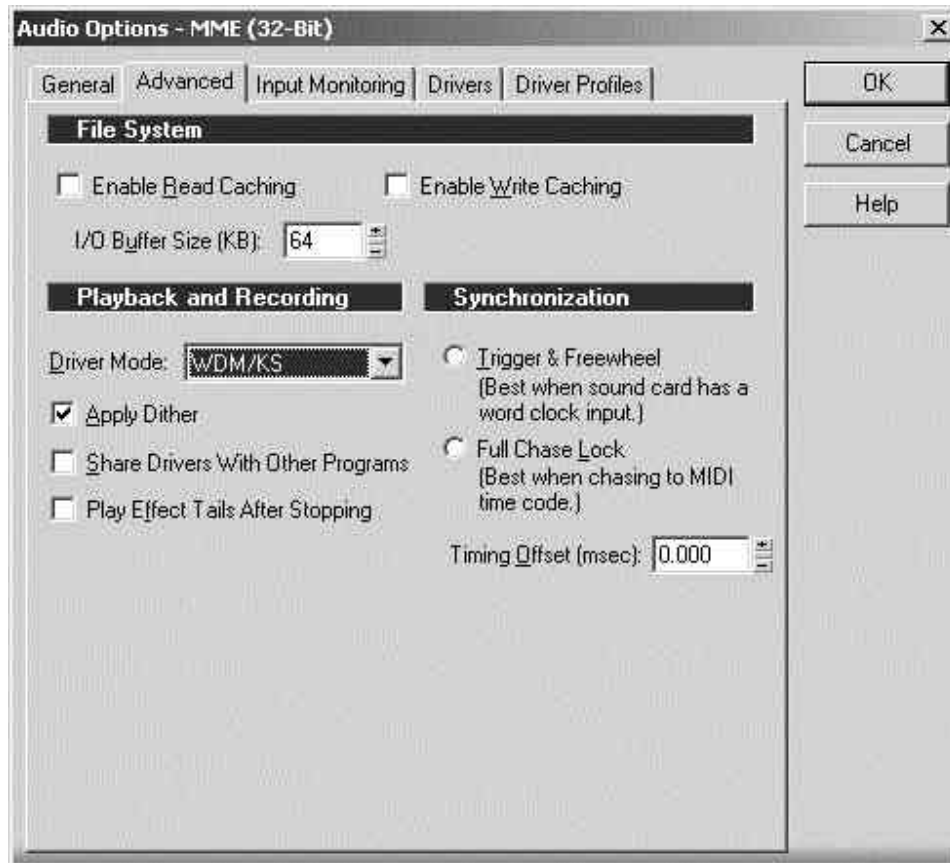 Audio Options - MME (32-Bit)
General Advanced Input Monitoring Drivers Driver Profiles
OK
Cancel
Help
File System
Enable Read Caching
Enable Write Caching
I/O Buffer Size (KB): 64
Playback and Recording
Driver Mode: WDM/KS
Apply Dither
Share Drivers With Other Programs
Play Effect Tails After Stopping
Synchronization
Trigger & Freewheel
(Best when sound card has a
word clock input.)
Full Chase Lock
(Best when chasing to MIDI
time code.)
Timing Offset (msec): 0.000